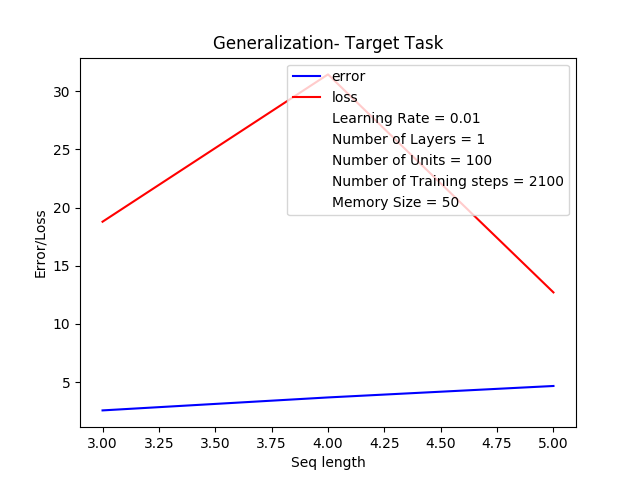 Generalization- Target Task
error
loss
Learning Rate = 0.01
Number of Layers = 1
Number of Units = 100
Number of Training steps = 2100
Memory Size = 50
Error/Loss
30
25
20
15
10
5
3.00 3.25 3.50 3.75 4.00 4.25 4.50 4.75 5.00
Seq length